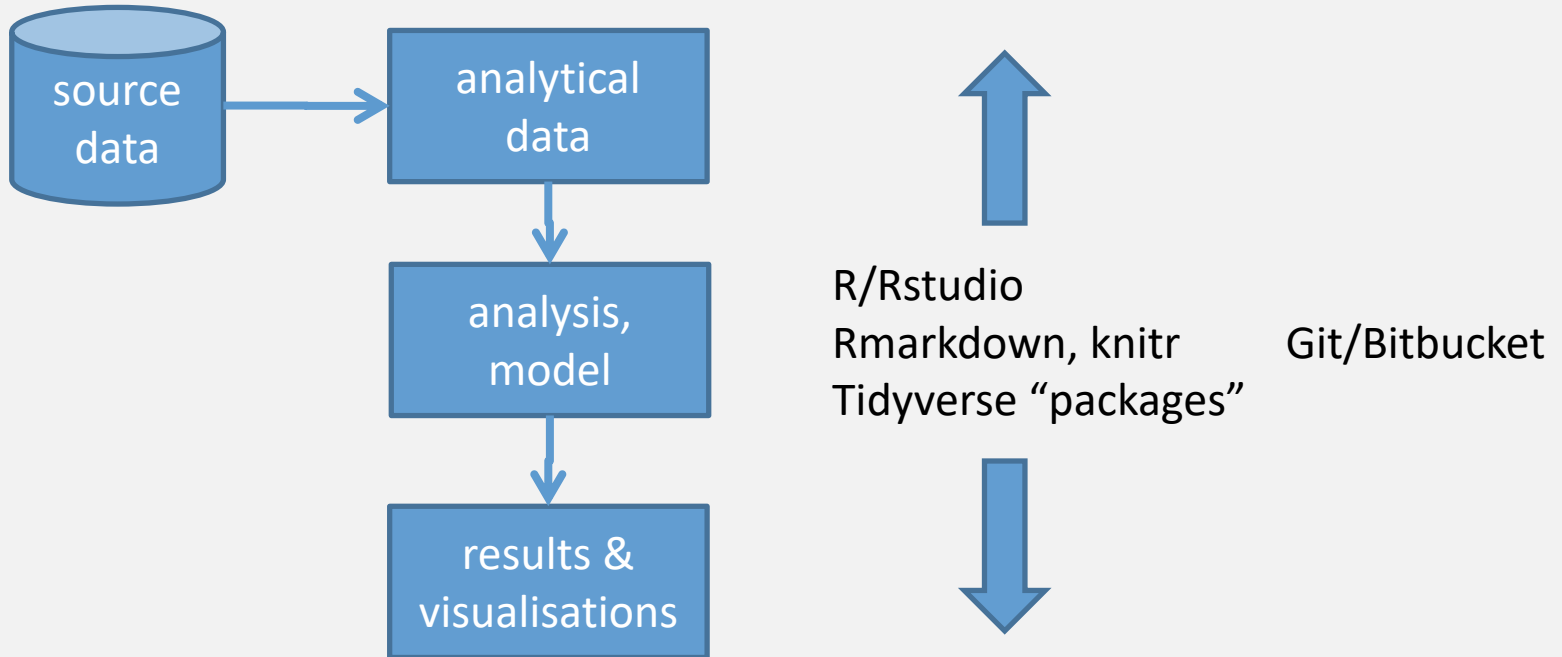 source
data
analytical
data
analysis,
model
results &
visualisations
R/Rstudio
Rmarkdown, knitr
Tidyverse “packages”
Git/Bitbucket